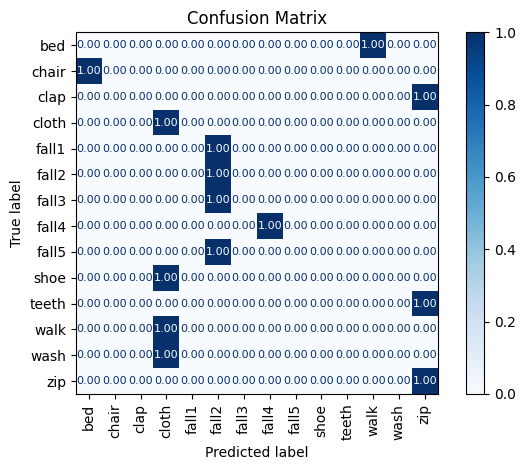 Confusion Matrix
bed 0.00 0.00 0.00 0.00 0.00 0.00 0.00 0.00 0.00 0.00 0.00 1.00 0.00 0.00
chair 1.00 0.00 0.00 0.00 0.00 0.00 0.00 0.00 0.00 0.00 0.00 0.00 0.00 0.00
clap 0.00 0.00 0.00 0.00 0.00 0.00 0.00 0.00 0.00 0.00 0.00 0.00 0.00 1.00
cloth 0.00 0.00 0.00 1.00 0.00 0.00 0.00 0.00 0.00 0.00 0.00 0.00 0.00 0.00
fall1 0.00 0.00 0.00 0.00 0.00 1.00 0.00 0.00 0.00 0.00 0.00 0.00 0.00 0.00
fall2 0.00 0.00 0.00 0.00 0.00 1.00 0.00 0.00 0.00 0.00 0.00 0.00 0.00 0.00
fall3 0.00 0.00 0.00 0.00 0.00 1.00 0.00 0.00 0.00 0.00 0.00 0.00 0.00 0.00
fall4 0.00 0.00 0.00 0.00 0.00 0.00 0.00 1.00 0.00 0.00 0.00 0.00 0.00 0.00
fall5 0.00 0.00 0.00 0.00 0.00 1.00 0.00 0.00 0.00 0.00 0.00 0.00 0.00 0.00
shoe 0.00 0.00 0.00 1.00 0.00 0.00 0.00 0.00 0.00 0.00 0.00 0.00 0.00 0.00
teeth 0.00 0.00 0.00 0.00 0.00 0.00 0.00 0.00 0.00 0.00 0.00 0.00 0.00 1.00
walk 0.00 0.00 0.00 1.00 0.00 0.00 0.00 0.00 0.00 0.00 0.00 0.00 0.00 0.00
wash 0.00 0.00 0.00 1.00 0.00 0.00 0.00 0.00 0.00 0.00 0.00 0.00 0.00 0.00
zip 0.00 0.00 0.00 0.00 0.00 0.00 0.00 0.00 0.00 0.00 0.00 0.00 0.00 1.00
True label
bed chair clap cloth fall1 fall2 fall3 fall4 fall5 shoe teeth walk wash zip
Predicted label
1.0
0.8
0.6
0.4
0.2
0.0